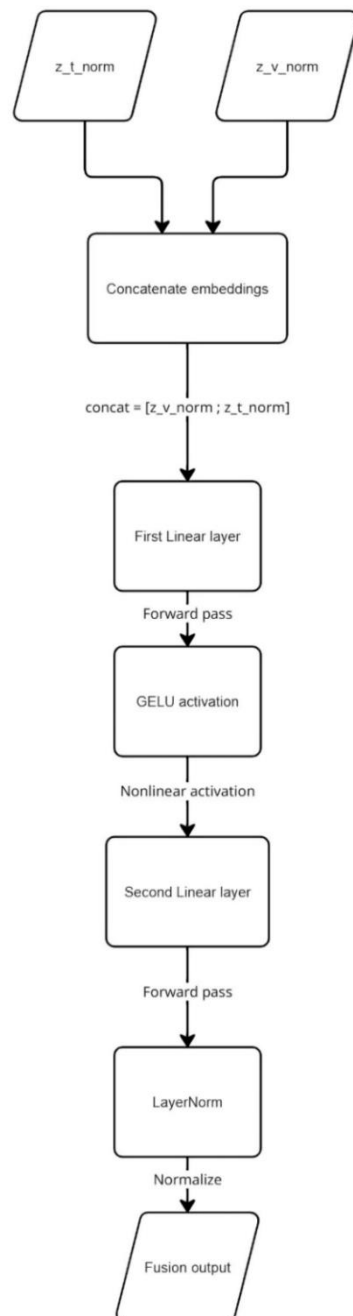 z_t_norm
z_v_norm
Concatenate embeddings
concat = [z_v_norm ; z_t_norm]
First Linear layer
Forward pass
GELU activation
Nonlinear activation
Second Linear layer
Forward pass
LayerNorm
Normalize
Fusion output